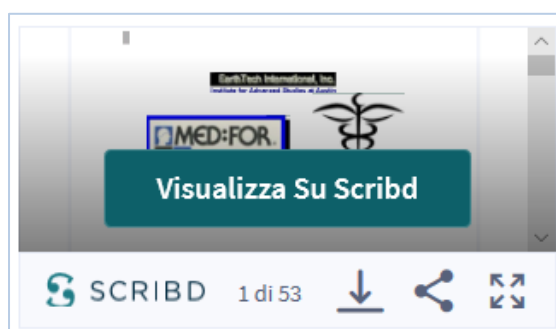 EarthTech International, Inc.
Institute for Advanced Studies at Austin
MED:FOR.
Visualizza Su Scribd
SCRIBD 1 di 53